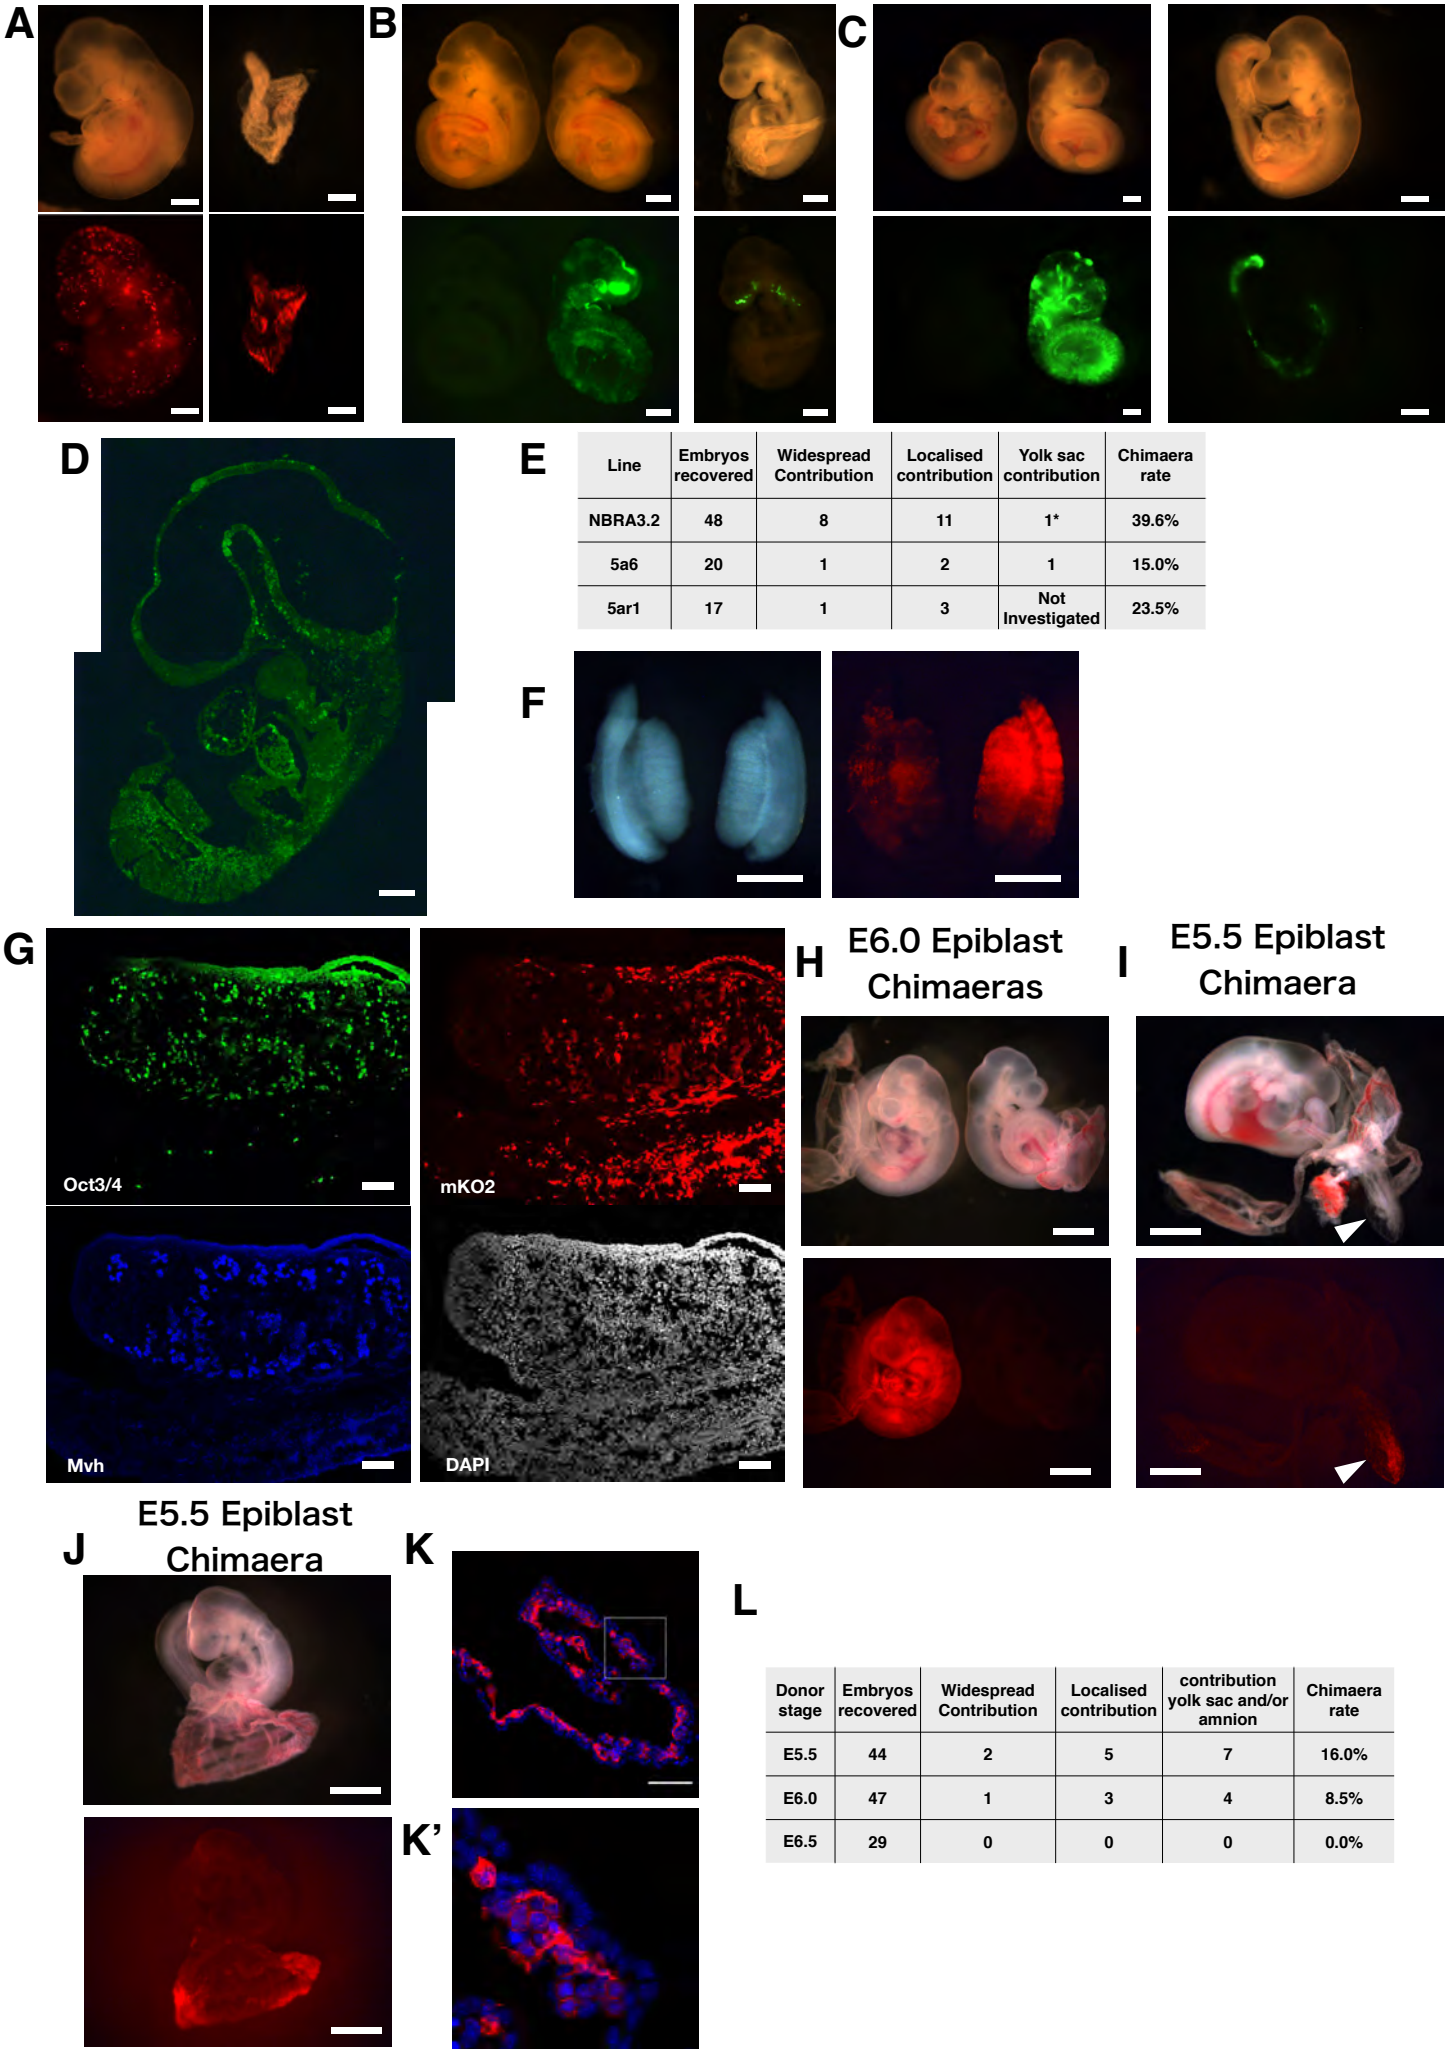 A
B
C
D
E
Line Embryos recovered Widespread Contribution Localised contribution Yolk sac contribution Chimaera rate
NBRA3.2 48 8 11 1* 39.6%
5a6 20 1 2 1 15.0%
5ar1 17 1 3 Not Investigated 23.5%
F
G
Oct3/4
mKO2
Mvh
DAPI
H
E6.0 Epiblast
Chimaeras
I
E5.5 Epiblast
Chimaera
J
E5.5 Epiblast
Chimaera
K
K’
L
Donor stage Embryos recovered Widespread Contribution Localised contribution contribution yolk sac and/or amnion Chimaera rate
E5.5 44 2 5 7 16.0%
E6.0 47 1 3 4 8.5%
E6.5 29 0 0 0 0.0%